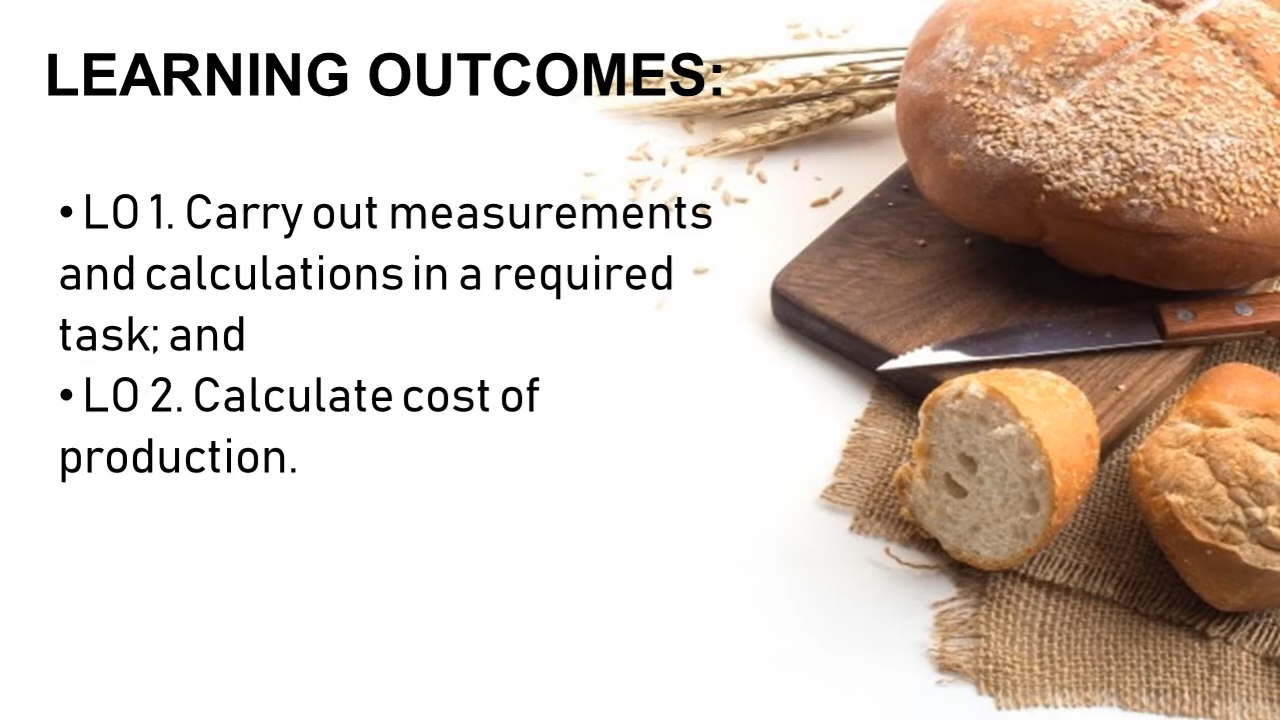 LEARNING OUTCOMES:
• LO 1. Carry out measurements
and calculations in a required
task; and
• LO 2. Calculate cost of
production.